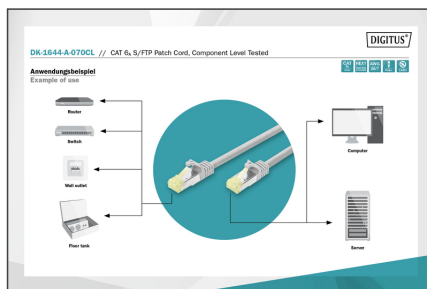 DIGITUS®
DK-1644-A-070CL // CAT 6A S/FTP Patch Cord, Component Level Tested
Anwendungsbeispiel
Example of use
Router
Switch
Wall outlet
Floor tank
Computer
Server